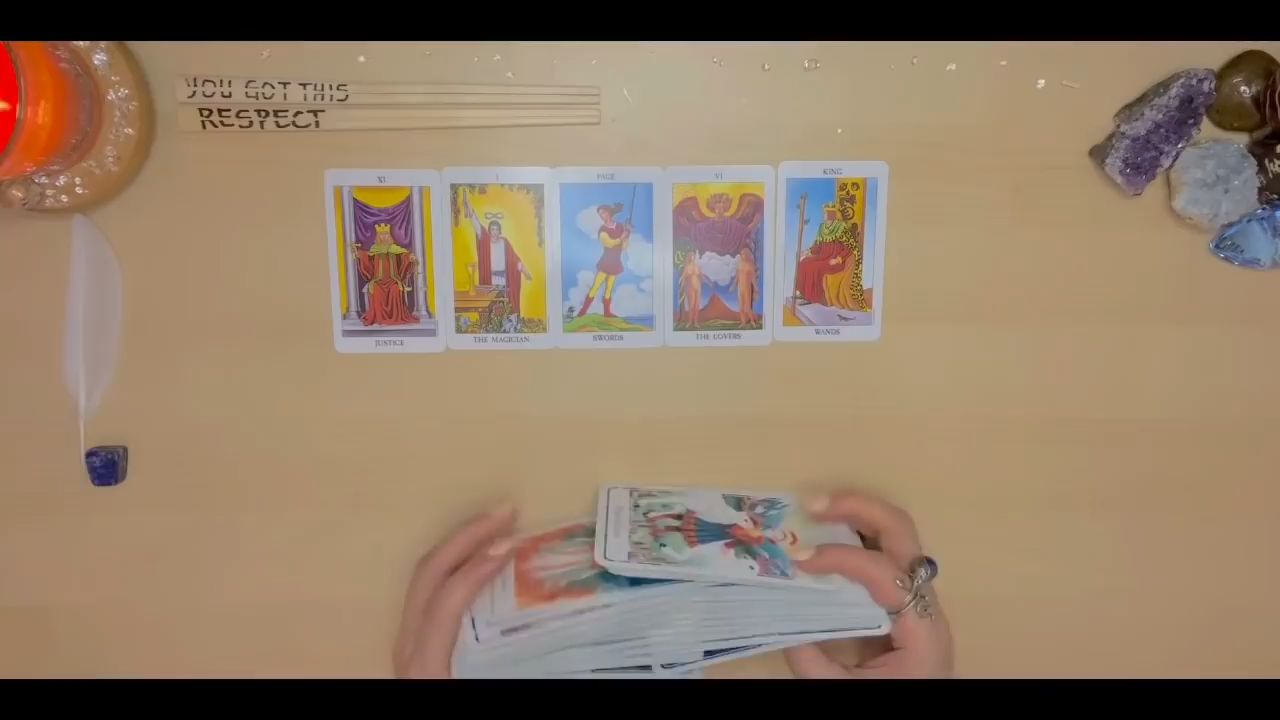 YOU GOT THIS
RESPECT
XI
I
PAGE
VI
KING
JUSTICE
THE MAGICIAN
SWORDS
THE LOVERS
WANDS